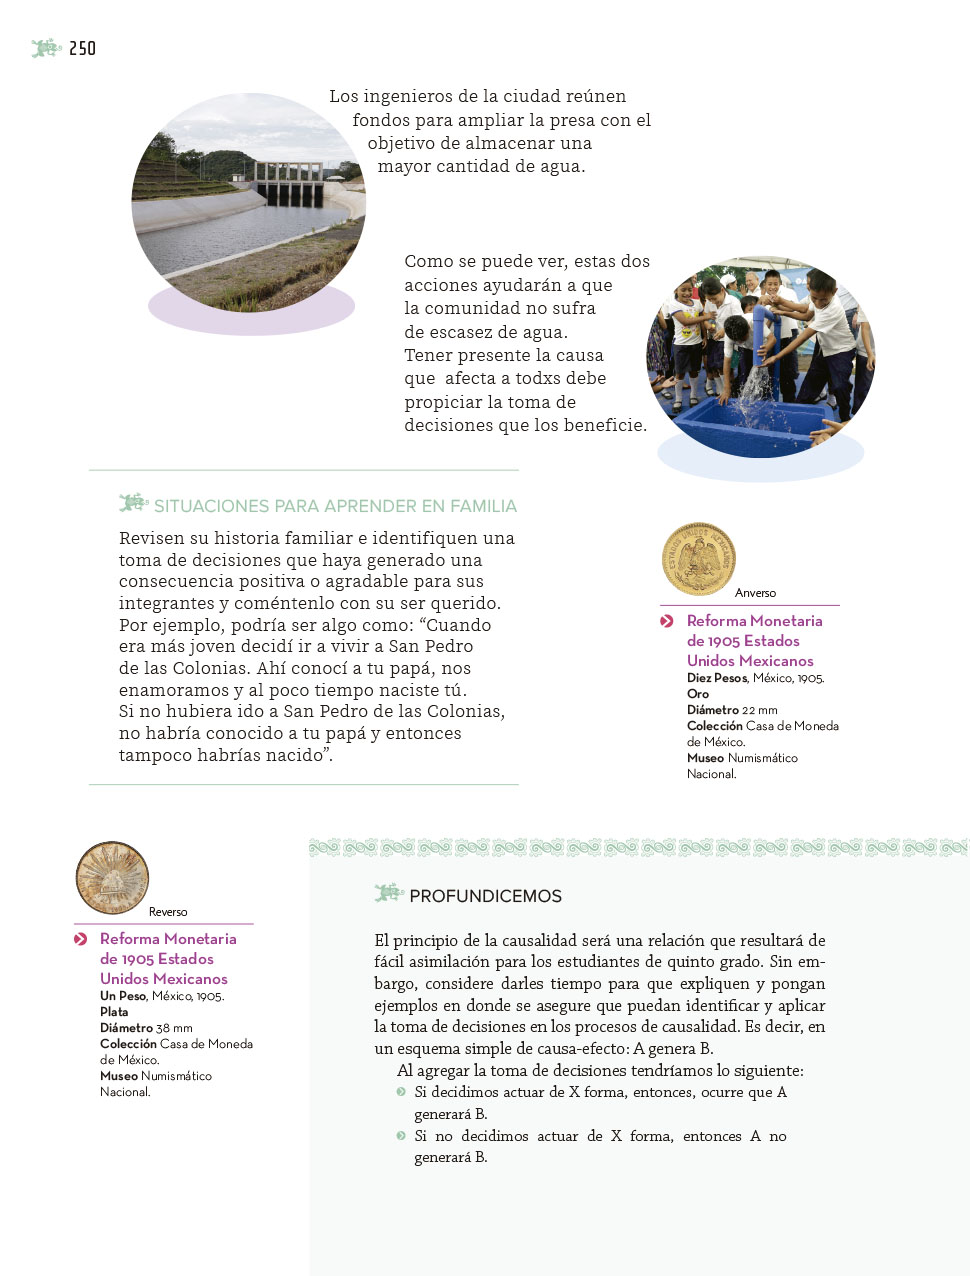 250
Los ingenieros de la ciudad reúnen
fondos para ampliar la presa con el
objetivo de almacenar una
mayor cantidad de agua.
Como se puede ver, estas dos
acciones ayudarán a que
la comunidad no sufra
de escasez de agua.
Tener presente la causa
que afecta a todxs debe
propiciar la toma de
decisiones que los beneficie.
SITUACIONES PARA APRENDER EN FAMILIA
Revisen su historia familiar e identifiquen una
toma de decisiones que haya generado una
consecuencia positiva o agradable para sus
integrantes y coméntenlo con su ser querido.
Por ejemplo, podría ser algo como: “Cuando
era más joven decidí ir a vivir a San Pedro
de las Colonias. Ahí conocí a tu papá, nos
enamoramos y al poco tiempo naciste tú.
Si no hubiera ido a San Pedro de las Colonias,
no habría conocido a tu papá y entonces
tampoco habrías nacido”.
ESTADOS UNIDOS MEXICANOS
Anverso
Reforma Monetaria
de 1905 Estados
Unidos Mexicanos
Diez Pesos, México, 1905.
Oro
Diámetro 22 mm
Colección Casa de Moneda
de México.
Museo Numismático
Nacional.
Reverso
Reforma Monetaria
de 1905 Estados
Unidos Mexicanos
Un Peso, México, 1905.
Plata
Diámetro 38 mm
Colección Casa de Moneda
de México.
Museo Numismático
Nacional.
PROFUNDICEMOS
El principio de la causalidad será una relación que resultará de
fácil asimilación para los estudiantes de quinto grado. Sin em-
bargo, considere darles tiempo para que expliquen y pongan
ejemplos en donde se asegure que puedan identificar y aplicar
la toma de decisiones en los procesos de causalidad. Es decir, en
un esquema simple de causa-efecto: A genera B.
Al agregar la toma de decisiones tendríamos lo siguiente:
Si decidimos actuar de X forma, entonces, ocurre que A
generará B.
Si no decidimos actuar de X forma, entonces A no
generará B.